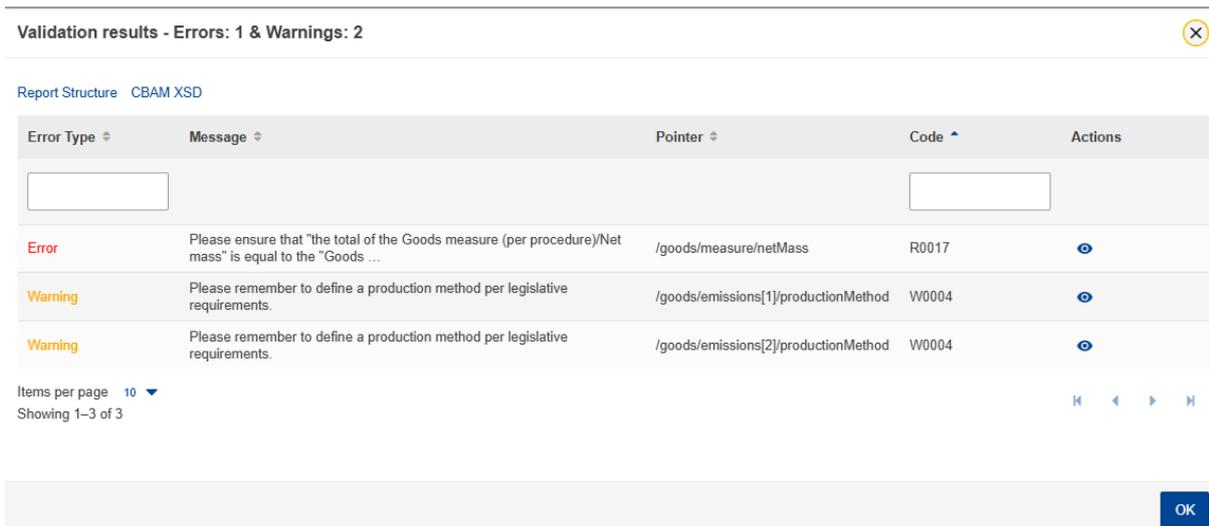 Validation results - Errors: 1 & Warnings: 2
Report Structure CBAM XSD
Error Type Message Pointer Code Actions
Error Please ensure that "the total of the Goods measure (per procedure)/Net mass" is equal to the "Goods ... /goods/measure/netMass R0017
Warning Please remember to define a production method per legislative requirements. /goods/emissions[1]/productionMethod W0004
Warning Please remember to define a production method per legislative requirements. /goods/emissions[2]/productionMethod W0004
Items per page 10
Showing 1–3 of 3
OK